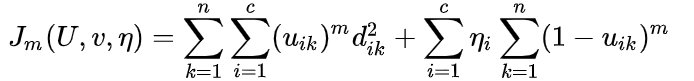 $J_m(U, v, \eta) = \sum_{k=1}^{n} \sum_{i=1}^{c} (u_{ik})^m d_{ik}^2 + \sum_{i=1}^{c} \eta_i \sum_{k=1}^{n} (1 - u_{ik})^m$